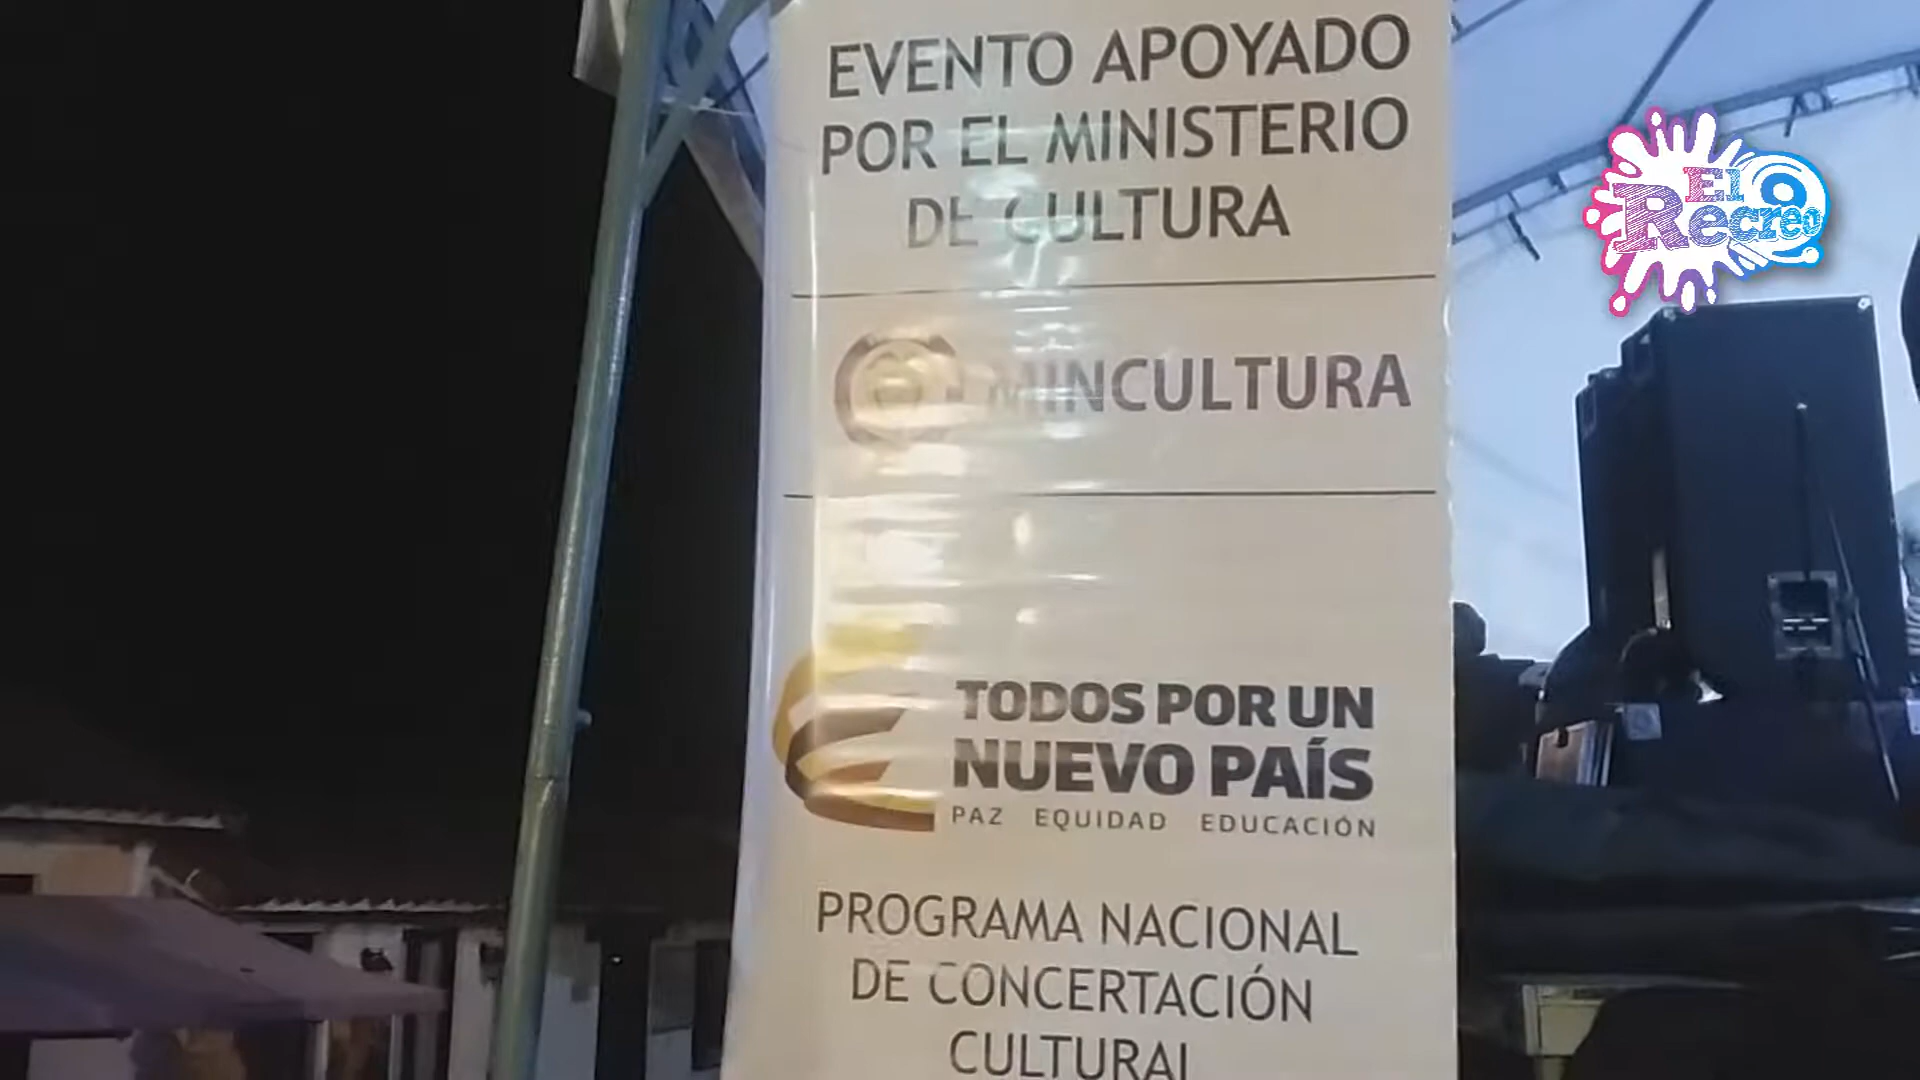 EVENTO APOYADO
POR EL MINISTERIO
DE CULTURA
MINCULTURA
TODOS POR UN
NUEVO PAÍS
PAZ EQUIDAD EDUCACIÓN
PROGRAMA NACIONAL
DE CONCERTACIÓN
CULTURAL
El
Recreo